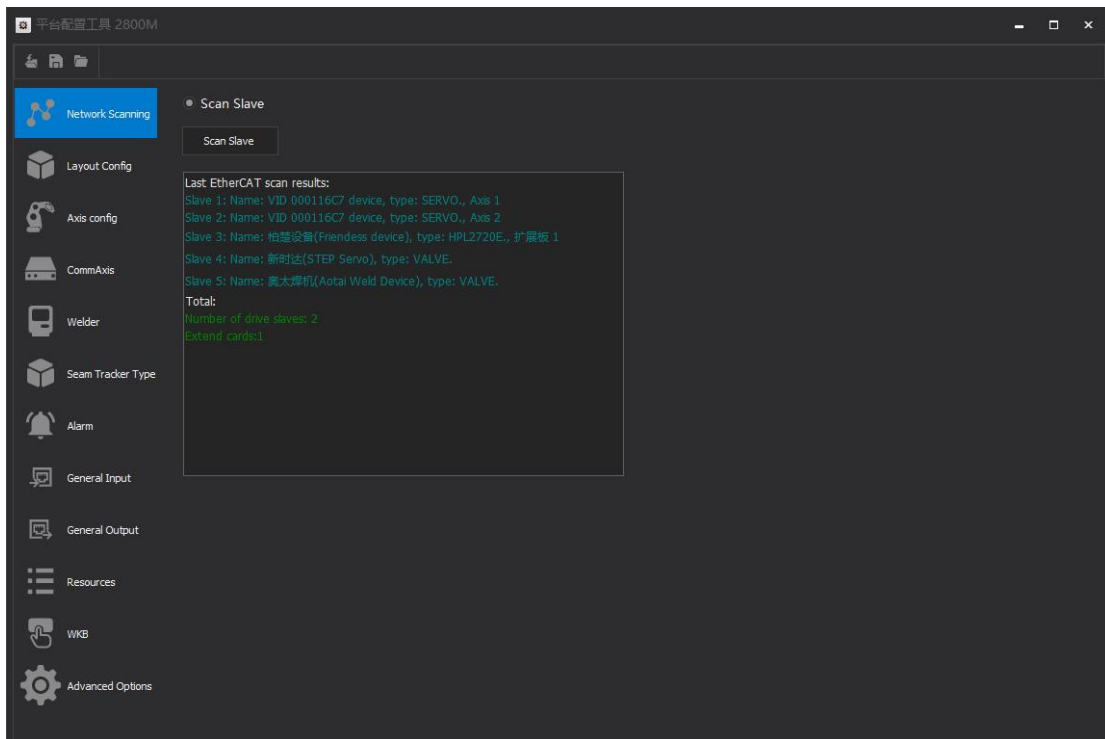 平台配置工具 2800M
Network Scanning
Layout Config
Axis config
CommAxis
Welder
Seam Tracker Type
Alarm
General Input
General Output
Resources
WKB
Advanced Options
Scan Slave
Scan Slave
Last EtherCAT scan results:
Slave 1: Name: VID 000116C7 device, type: SERVO., Axis 1
Slave 2: Name: VID 000116C7 device, type: SERVO., Axis 2
Slave 3: Name: 柏楚设备(Friendess device), type: HPL2720E., 扩展板 1
Slave 4: Name: 新时达(STEP Servo), type: VALVE.
Slave 5: Name: 奥太焊机(Aotai Weld Device), type: VALVE.
Total:
Number of drive slaves: 2
Extend cards:1